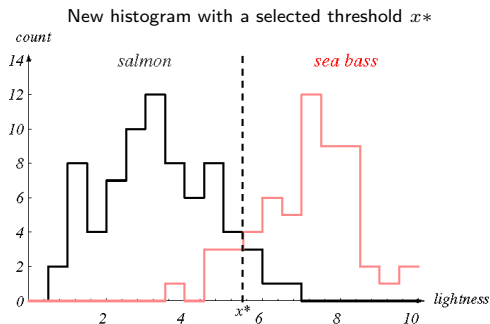 New histogram with a selected threshold x*
count
14
salmon
sea bass
12
10
8
6
4
2
0
x*
lightness
2
4
6
8
10